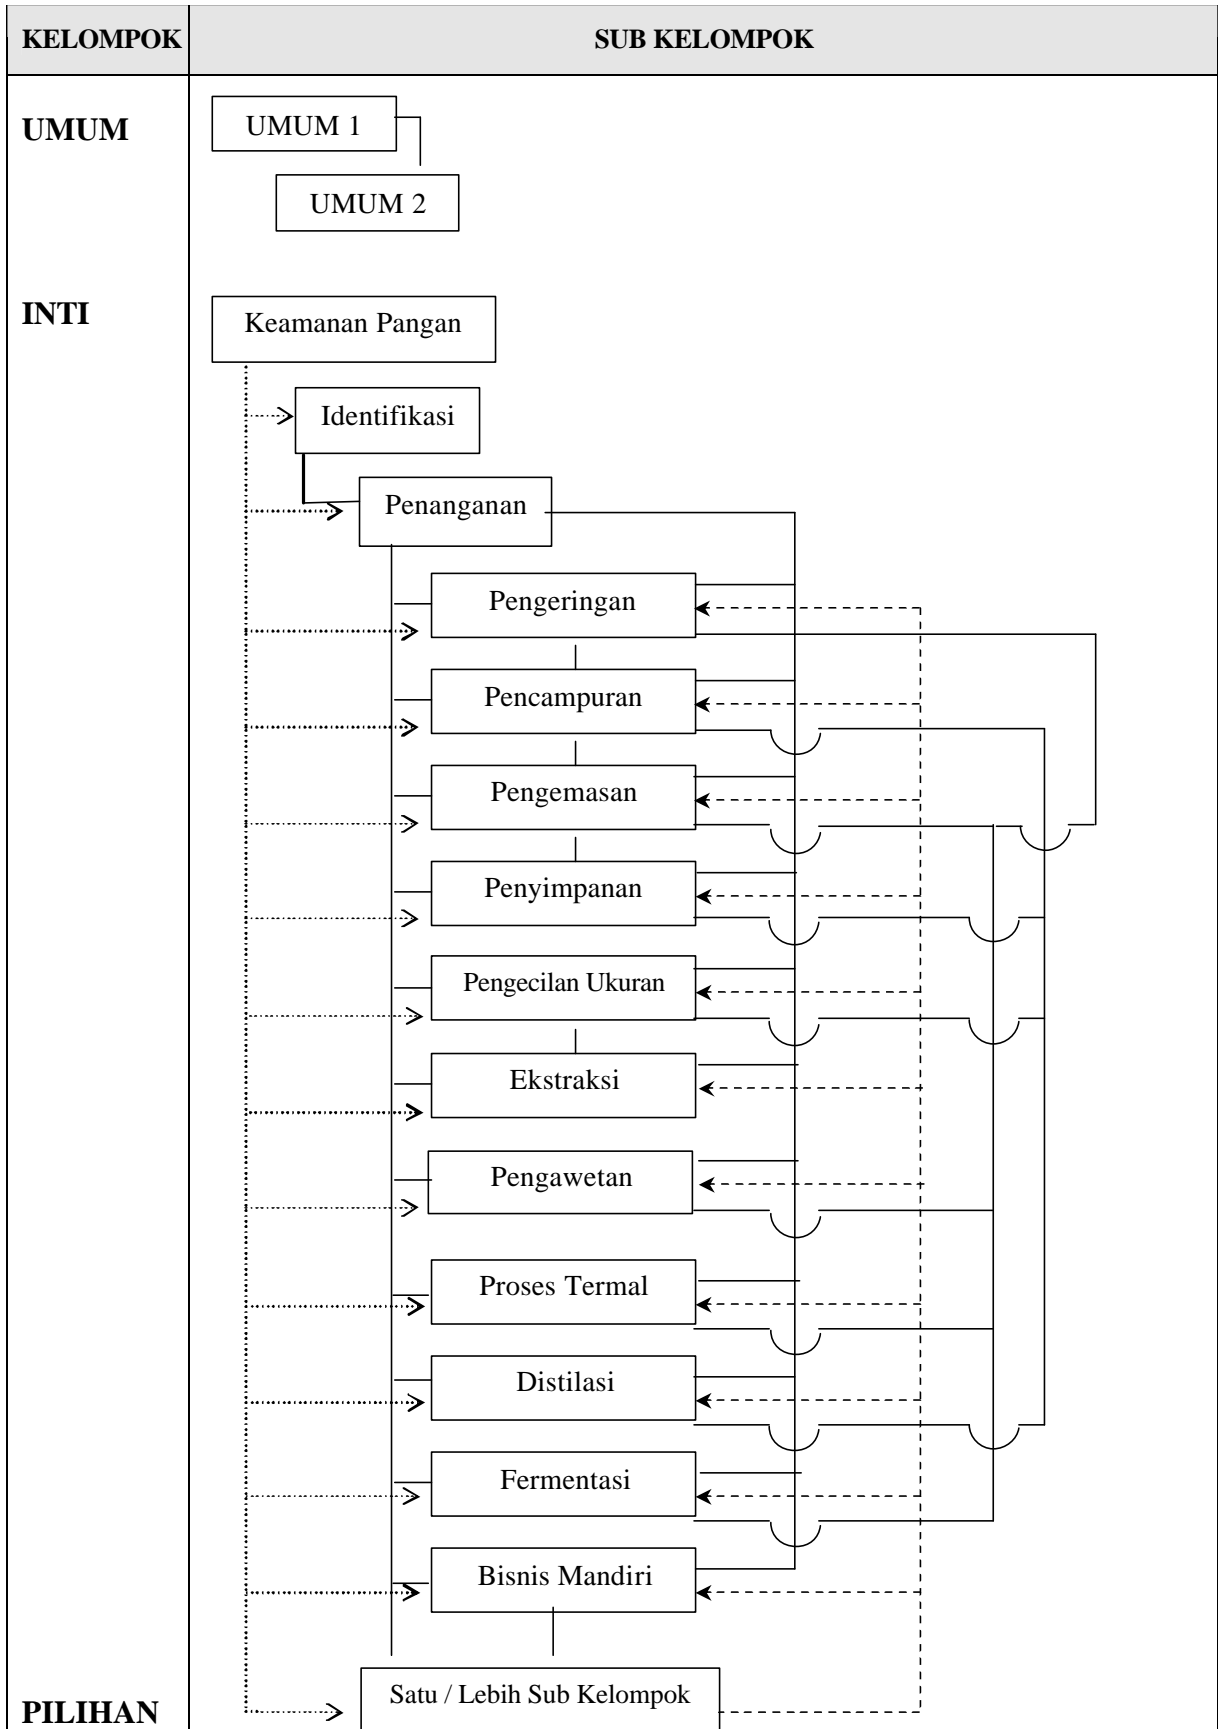 KELOMPOK
SUB KELOMPOK
UMUM
UMUM 1
UMUM 2
INTI
Keamanan Pangan
Identifikasi
Penanganan
Pengeringan
Pencampuran
Pengemasan
Penyimpanan
Pengecilan Ukuran
Ekstraksi
Pengawetan
Proses Termal
Distilasi
Fermentasi
Bisnis Mandiri
Satu / Lebih Sub Kelompok
PILIHAN